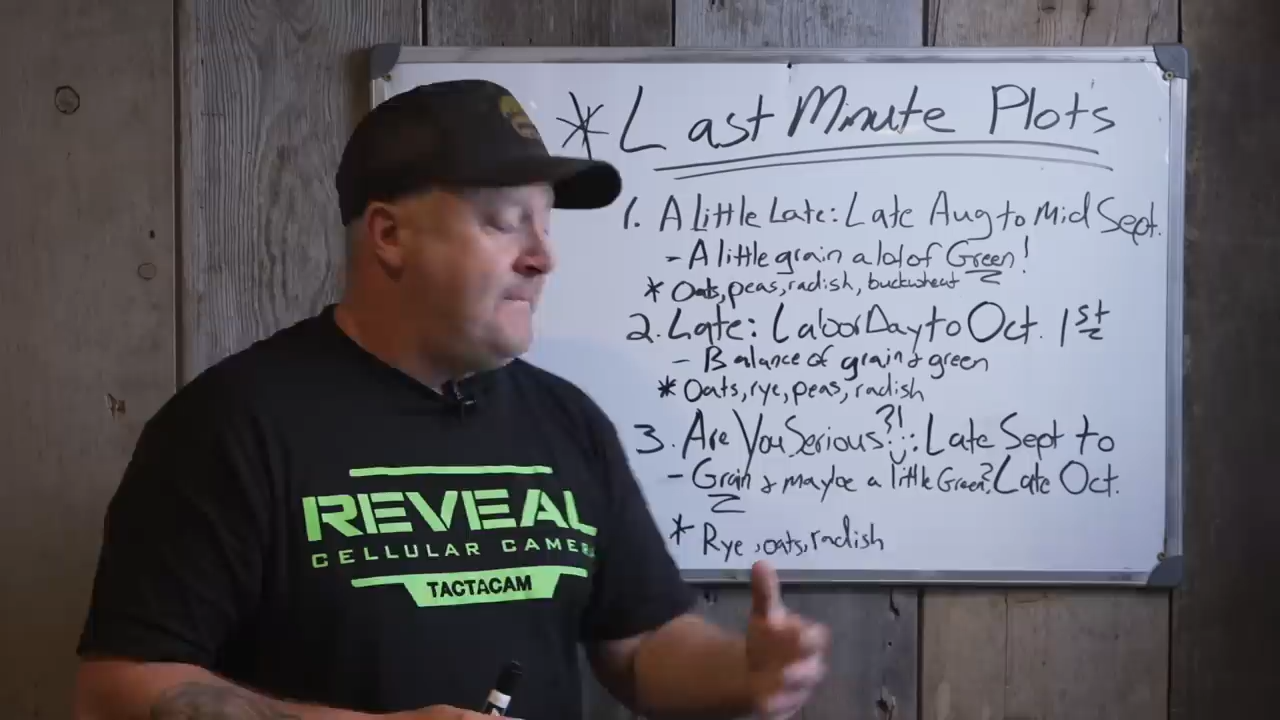 * Last Minute Plots
1. A Little Late: Late Aug to Mid Sept.
- A little grain a lot of Green!
* Oats, peas, radish, buckwheat
2. Late: Labor Day to Oct. 1st
- Balance of grain & green
* Oats, rye, peas, radish
3. Are You Serious?!: Late Sept to
- Grain & maybe a little Green? Late Oct.
* Rye, oats, radish
REVEAL
CELLULAR CAMERA
TACTACAM